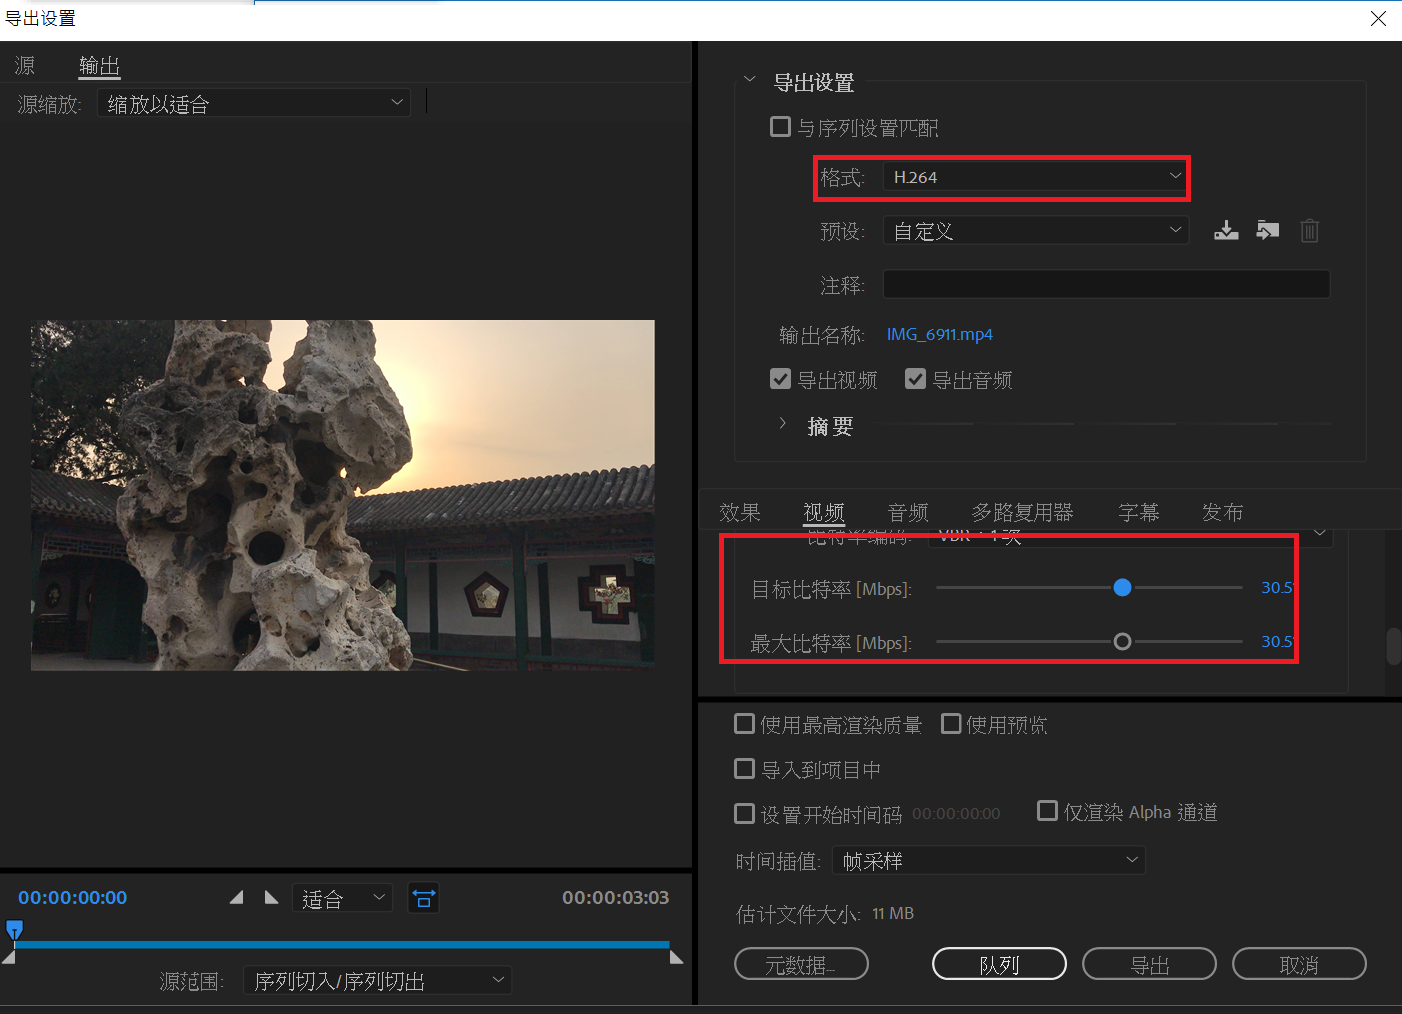 导出设置
源 输出
源缩放: 缩放以适合
导出设置
与序列设置匹配
格式: H.264
预设: 自定义
注释:
输出名称: IMG_6911.mp4
导出视频 导出音频
摘要
效果 视频 音频 多路复用器 字幕 发布
比特率编码: VBR，1 次
目标比特率 [Mbps]: 30.5
最大比特率 [Mbps]: 30.5
使用最高渲染质量 使用预览
导入到项目中
设置开始时间码 00:00:00:00 仅渲染 Alpha 通道
时间插值: 帧采样
估计文件大小: 11 MB
元数据... 队列 导出 取消
00:00:00:00 适合 00:00:03:03
源范围: 序列切入/序列切出